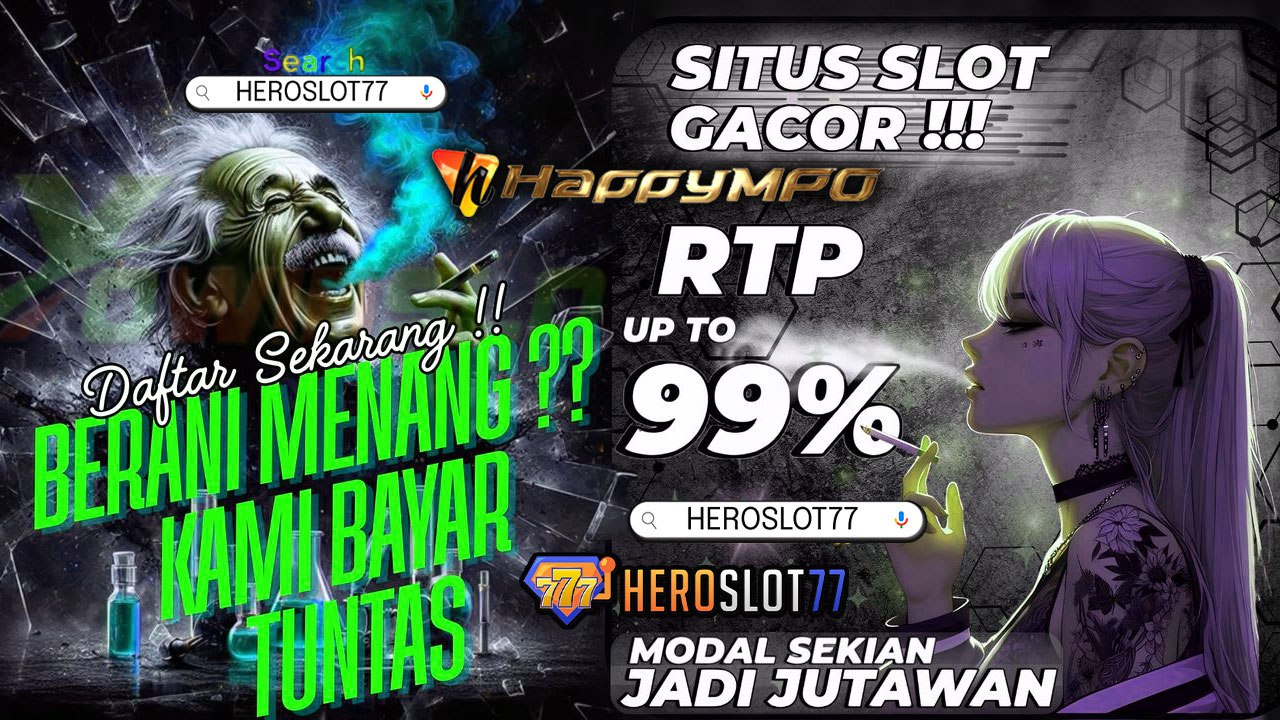 Search
HEROSLOT77
Daftar Sekarang !!
BERANI MENANG ??
KAMI BAYAR
TUNTAS
SITUS SLOT
GACOR !!!
HAPPYMPO
RTP
UP TO
99%
HEROSLOT77
777
HEROSLOT77
MODAL SEKIAN
JADI JUTAWAN